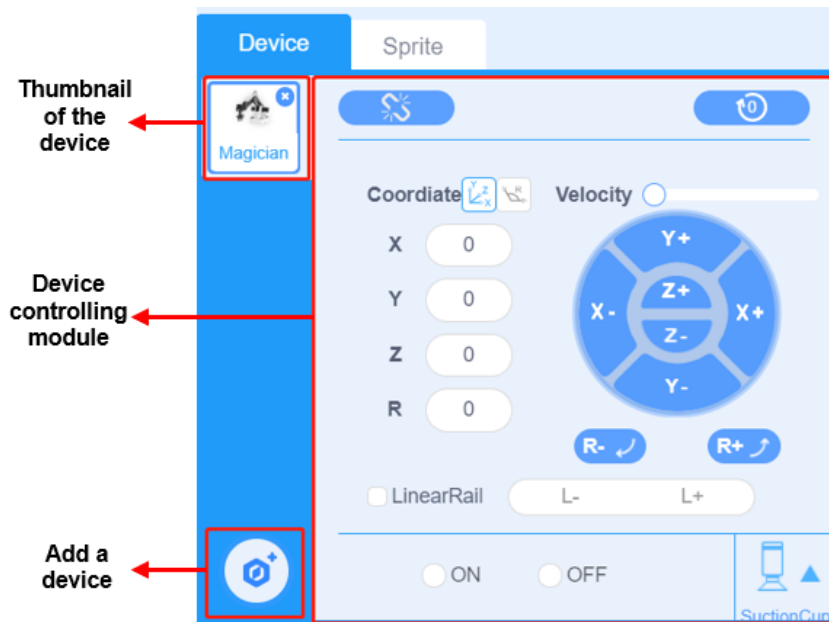 Device
Sprite
Thumbnail
of the
device
Magician
0
Coordiate
Y
Z
X
R
Velocity
X 0
Y 0
Z 0
R 0
Y+
Z+
X- X+
Z-
Y-
R- R+
LinearRail L- L+
Device
controlling
module
Add a
device
ON OFF
SuctionCup